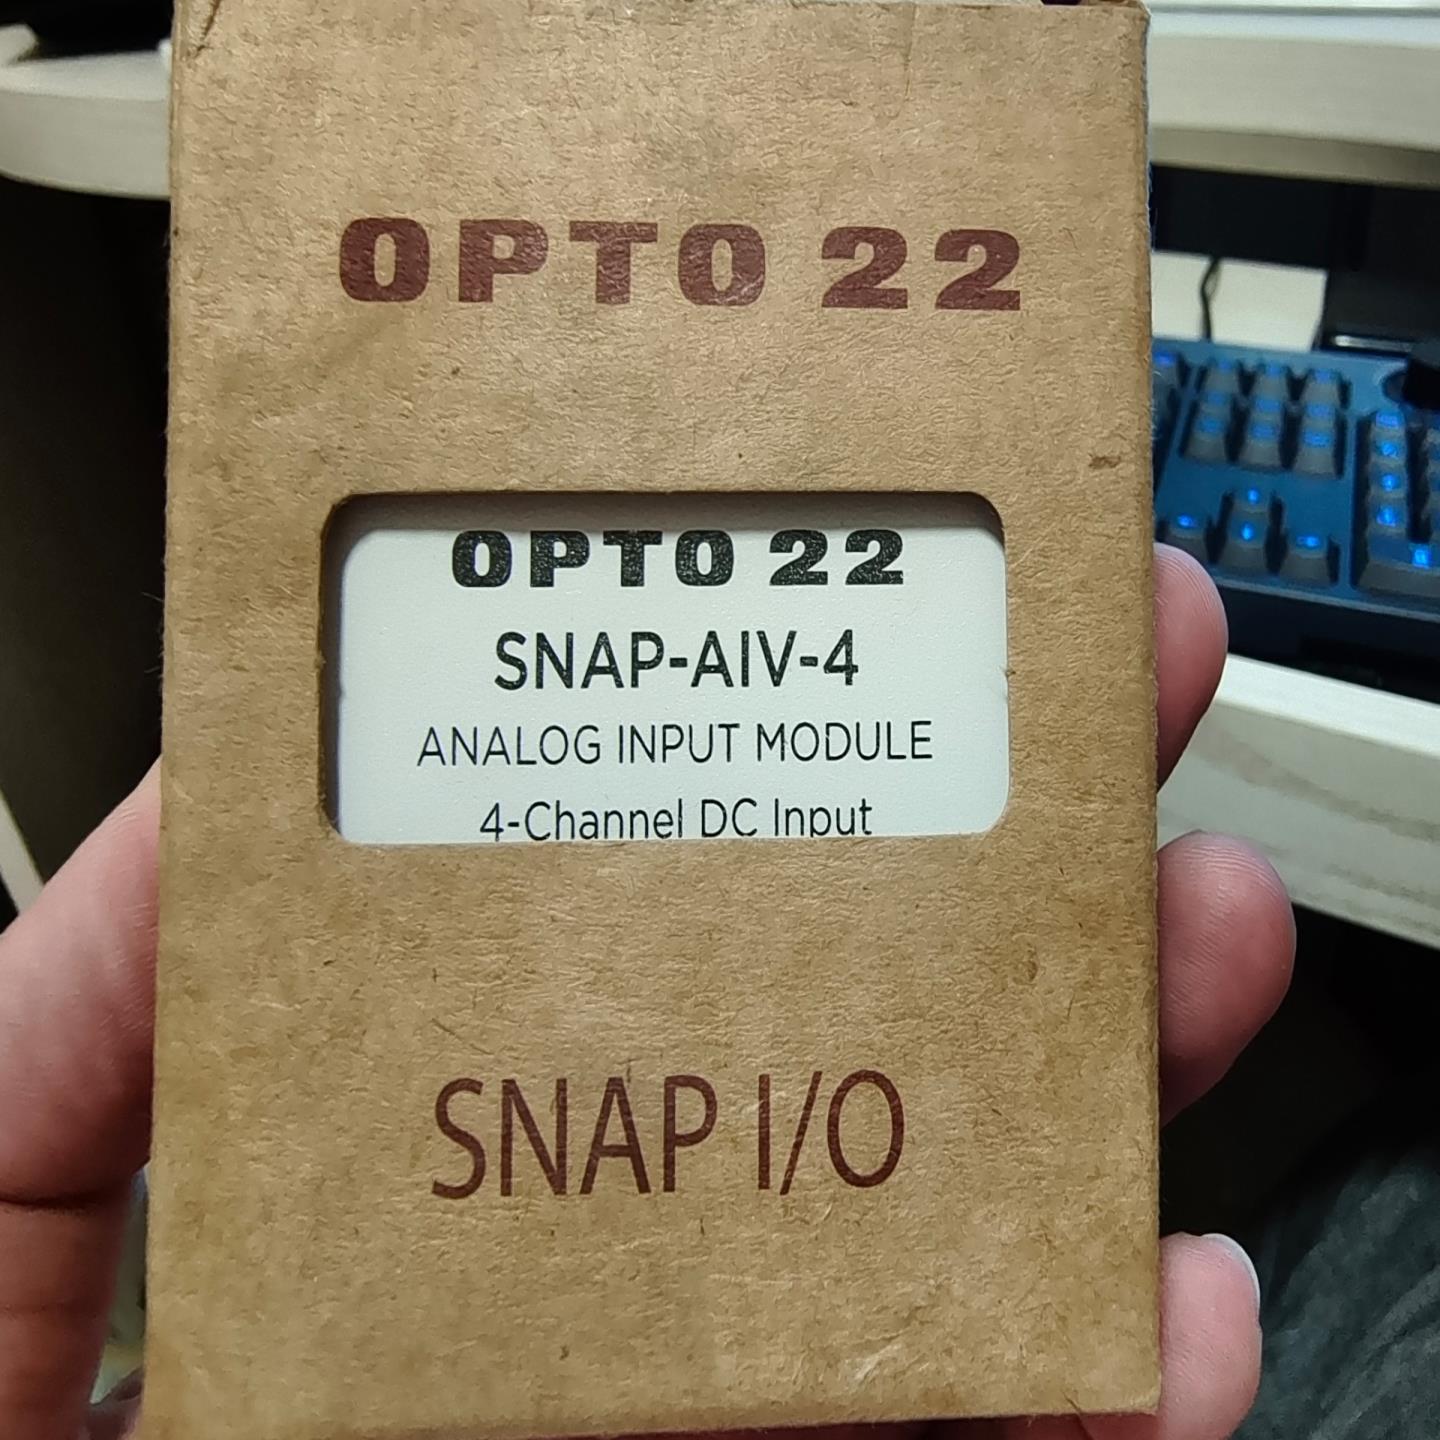 OPTO 22
OPTO 22
SNAP-AIV-4
ANALOG INPUT MODULE
4-Channel DC Input
SNAP I/O